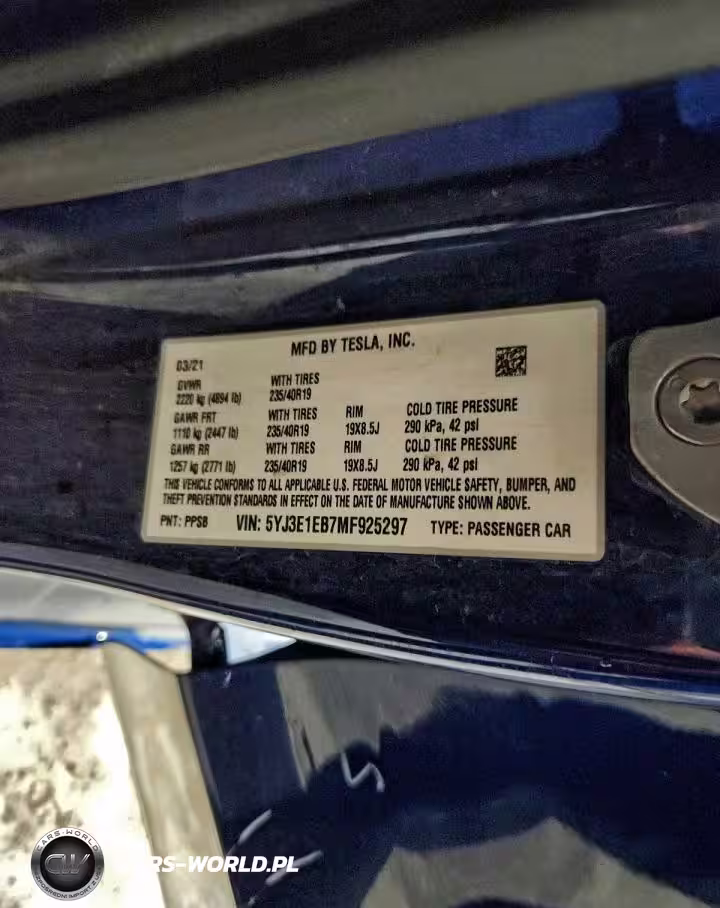 MFD BY TESLA, INC.
03/21
GVWR WITH TIRES
2220 kg (4894 lb) 235/40R19
GAWR FRT WITH TIRES RIM COLD TIRE PRESSURE
1110 kg (2447 lb) 235/40R19 19X8.5J 290 kPa, 42 psi
GAWR RR WITH TIRES RIM COLD TIRE PRESSURE
1257 kg (2771 lb) 235/40R19 19X8.5J 290 kPa, 42 psi
THIS VEHICLE CONFORMS TO ALL APPLICABLE U.S. FEDERAL MOTOR VEHICLE SAFETY, BUMPER, AND
THEFT PREVENTION STANDARDS IN EFFECT ON THE DATE OF MANUFACTURE SHOWN ABOVE.
PNT: PPSB VIN: 5YJ3E1EB7MF925297 TYPE: PASSENGER CAR
CARS-WORLD
CW
CARS-WORLD.PL